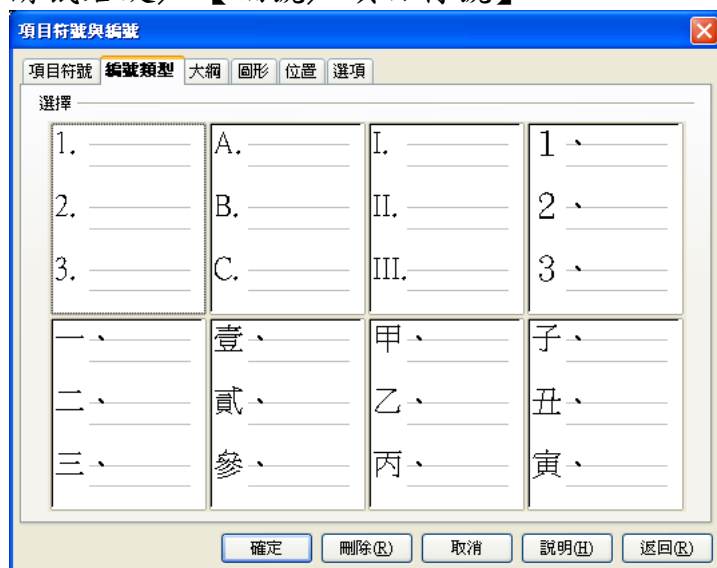 項目符號與編號
項目符號 編號類型 大綱 圖形 位置 選項
選擇
1. A. I. 1、
2. B. II. 2、
3. C. III. 3、
一、 壹、 甲、 子、
二、 貳、 乙、 丑、
三、 參、 丙、 寅、
確定 刪除(R) 取消 說明(H) 返回(R)